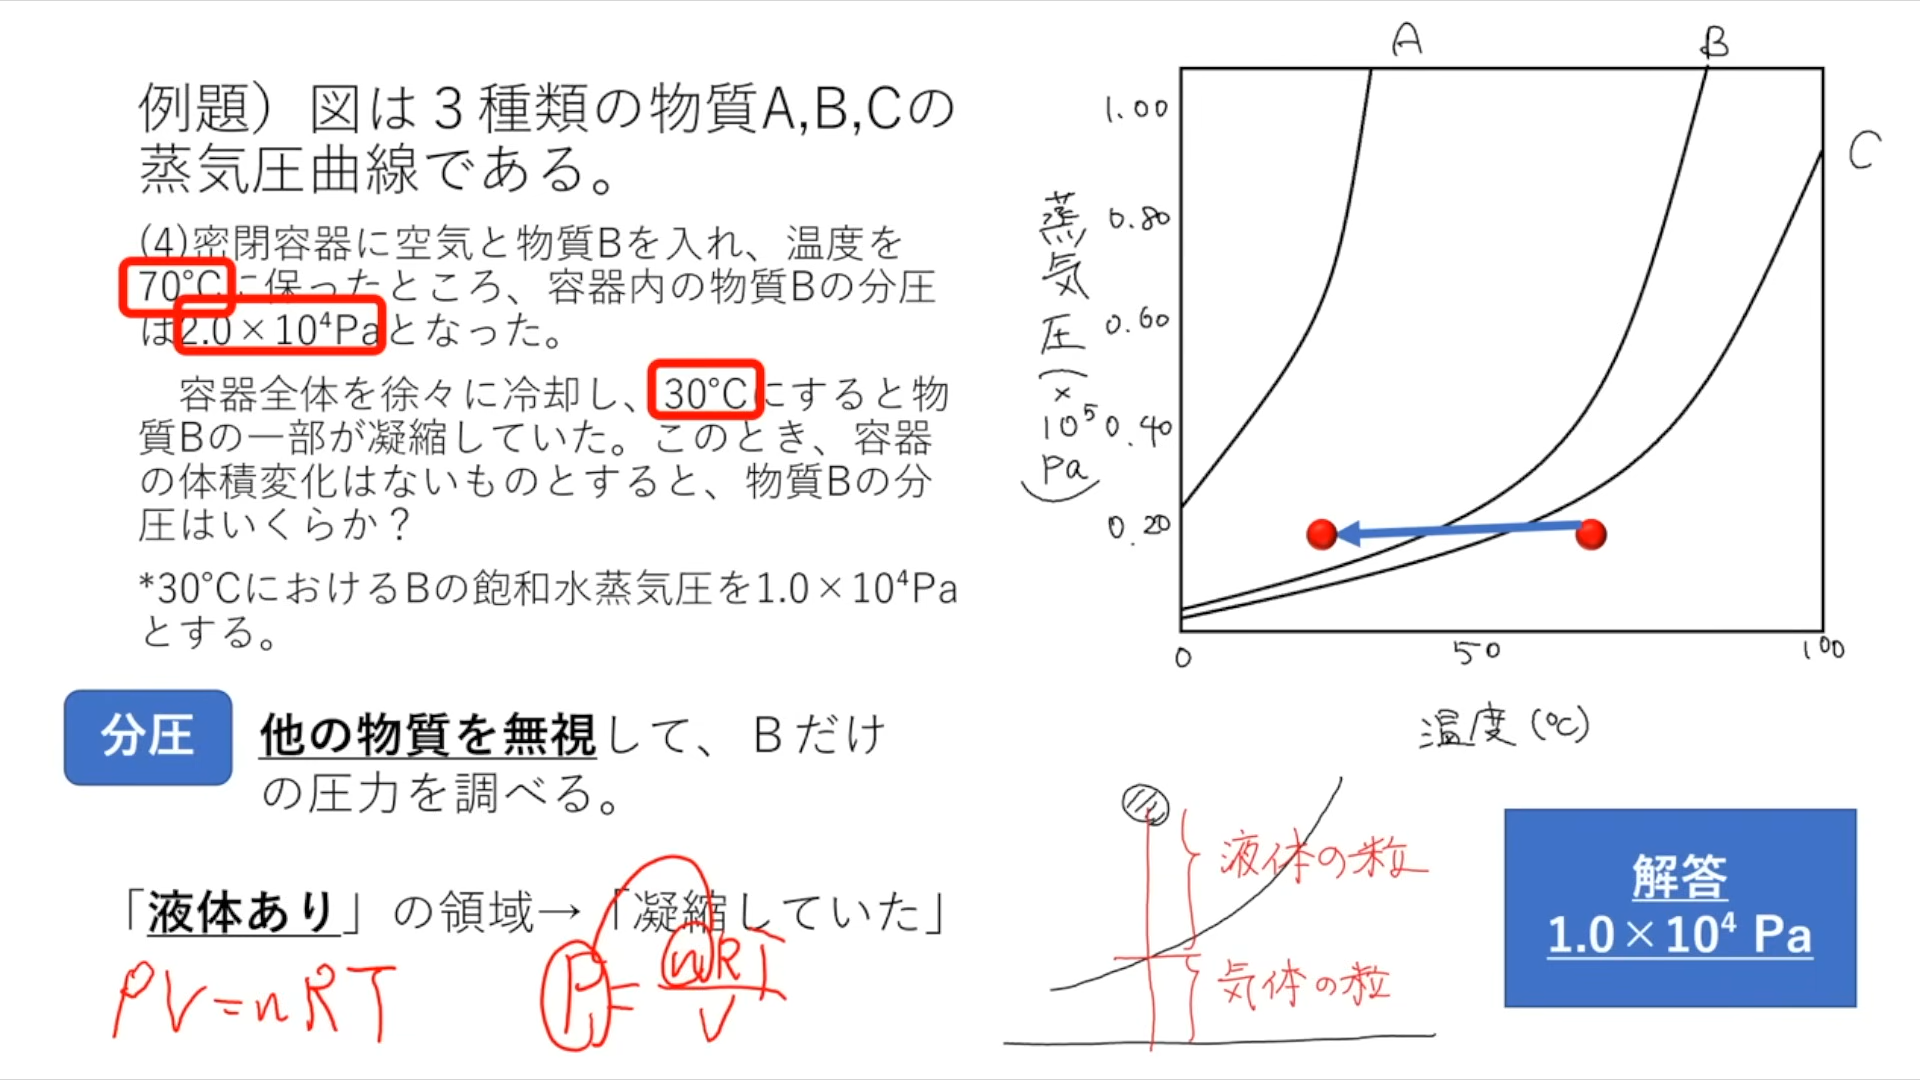 例題）図は３種類の物質A,B,Cの
蒸気圧曲線である。
(4)密閉容器に空気と物質Bを入れ、温度を
70℃に保ったところ、容器内の物質Bの分圧
は2.0×10⁴Paとなった。
容器全体を徐々に冷却し、30℃にすると物
質Bの一部が凝縮していた。このとき、容器
の体積変化はないものとすると、物質Bの分
圧はいくらか？
*30℃におけるBの飽和水蒸気圧を1.0×10⁴Pa
とする。
分圧
他の物質を無視して、Ｂだけ
の圧力を調べる。
「液体あり」の領域→「凝縮していた」
PV=nRT
P=nRT/V
A
B
C
1.00
0.80
0.60
0.40
0.20
蒸気圧(×10⁵Pa)
0
50
100
温度(℃)
液体の粒
気体の粒
解答
1.0×10⁴ Pa